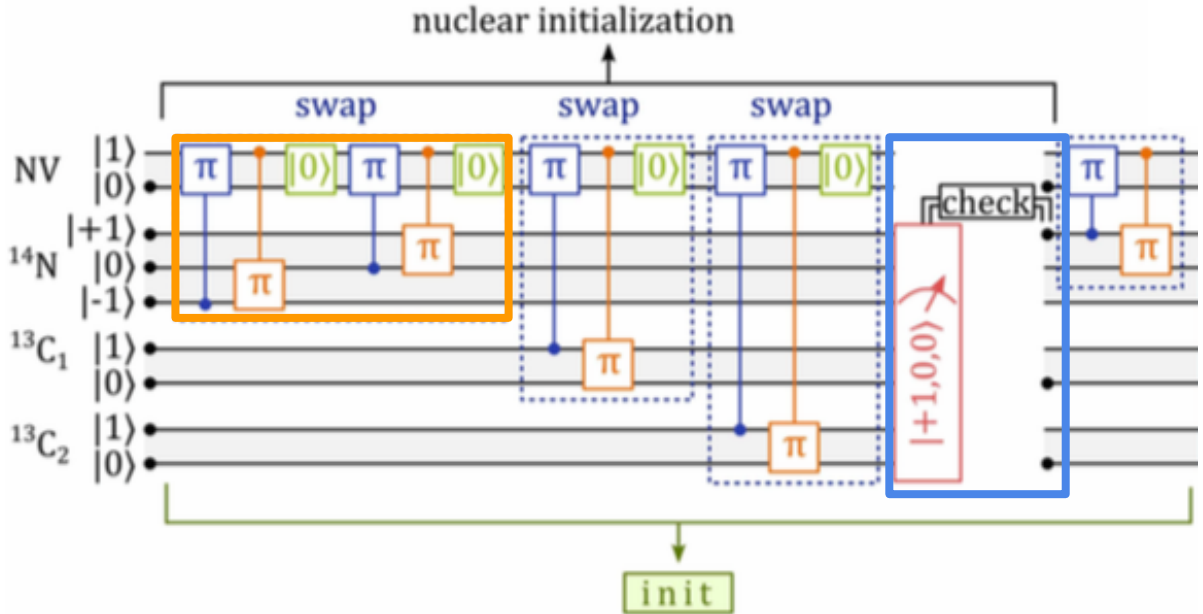 nuclear initialization
swap swap swap
NV |1⟩ π |0⟩ π |0⟩ π |0⟩ π |0⟩ π
|0⟩ check
|+1⟩ π
¹⁴N |0⟩ π π
|-1⟩
¹³C₁ |1⟩ π
|0⟩
|+1,0,0⟩
¹³C₂ |1⟩ π
|0⟩
init